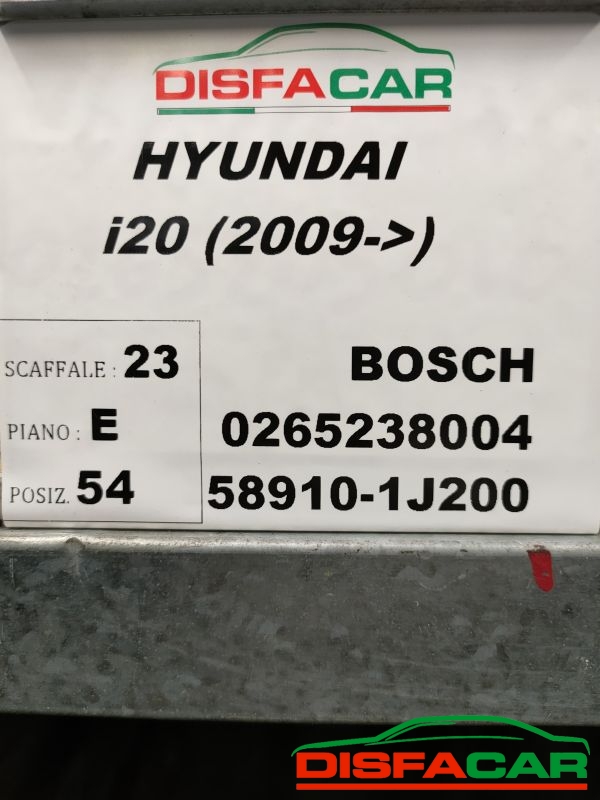 DISFACAR
HYUNDAI
i20 (2009->)
SCAFFALE : 23
PIANO : E
POSIZ. 54
BOSCH
0265238004
58910-1J200
DISFACAR